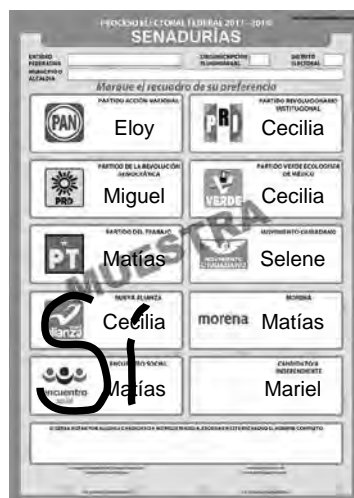 PROCESO ELECTORAL FEDERAL 2017 - 2018
SENADURÍAS
ENTIDAD FEDERATIVA
CIRCUNSCRIPCIÓN PLURINOMINAL
DISTRITO ELECTORAL
MUNICIPIO O ALCALDÍA
Marque el recuadro de su preferencia
PARTIDO ACCIÓN NACIONAL
PAN
Eloy
PARTIDO REVOLUCIONARIO INSTITUCIONAL
PRI
Cecilia
PARTIDO DE LA REVOLUCIÓN DEMOCRÁTICA
PRD
Miguel
PARTIDO VERDE ECOLOGISTA DE MÉXICO
VERDE
Cecilia
PARTIDO DEL TRABAJO
PT
Matías
MOVIMIENTO CIUDADANO
Selene
MUESTRA
NUEVA ALIANZA
alianza
Cecilia
MORENA
morena
Matías
Sí
ENCUENTRO SOCIAL
encuentro social
Matías
CANDIDATO/A INDEPENDIENTE
Mariel